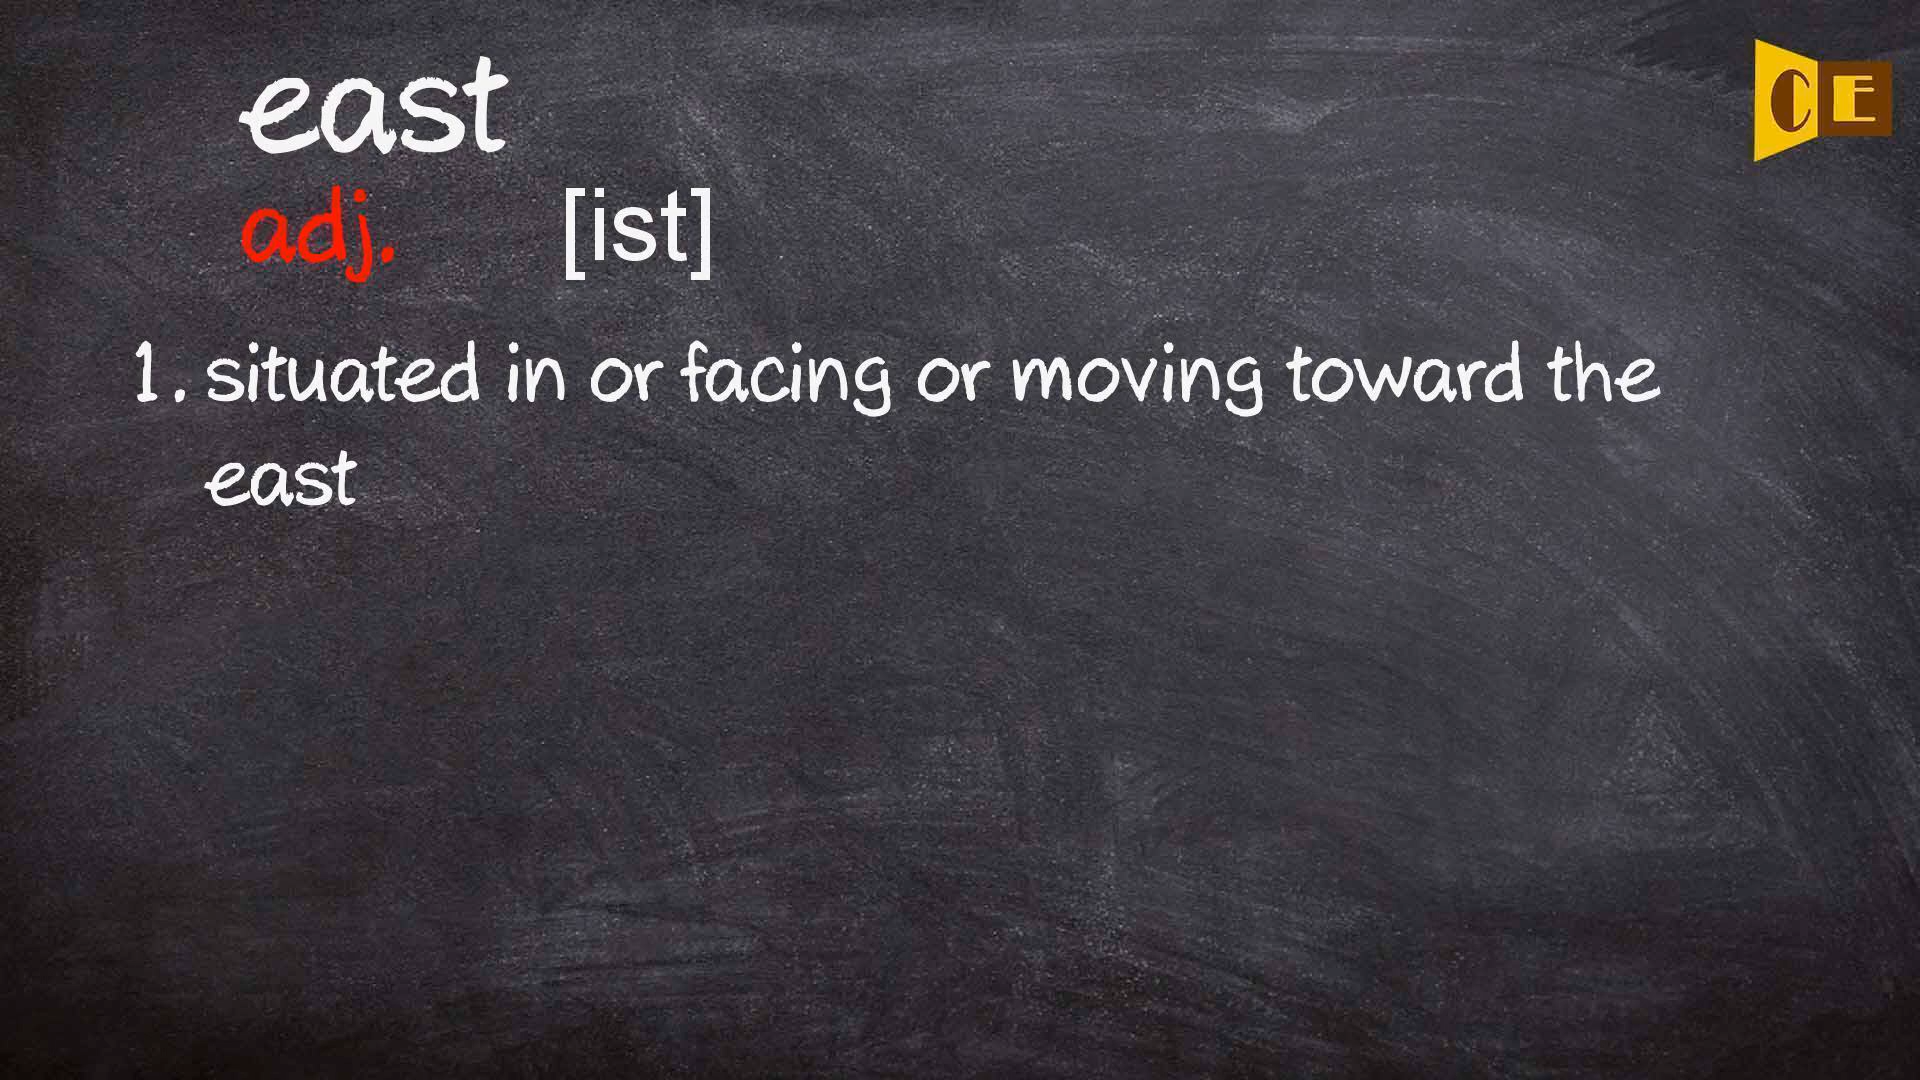 east
CE
adj. [ist]
1. situated in or facing or moving toward the
east